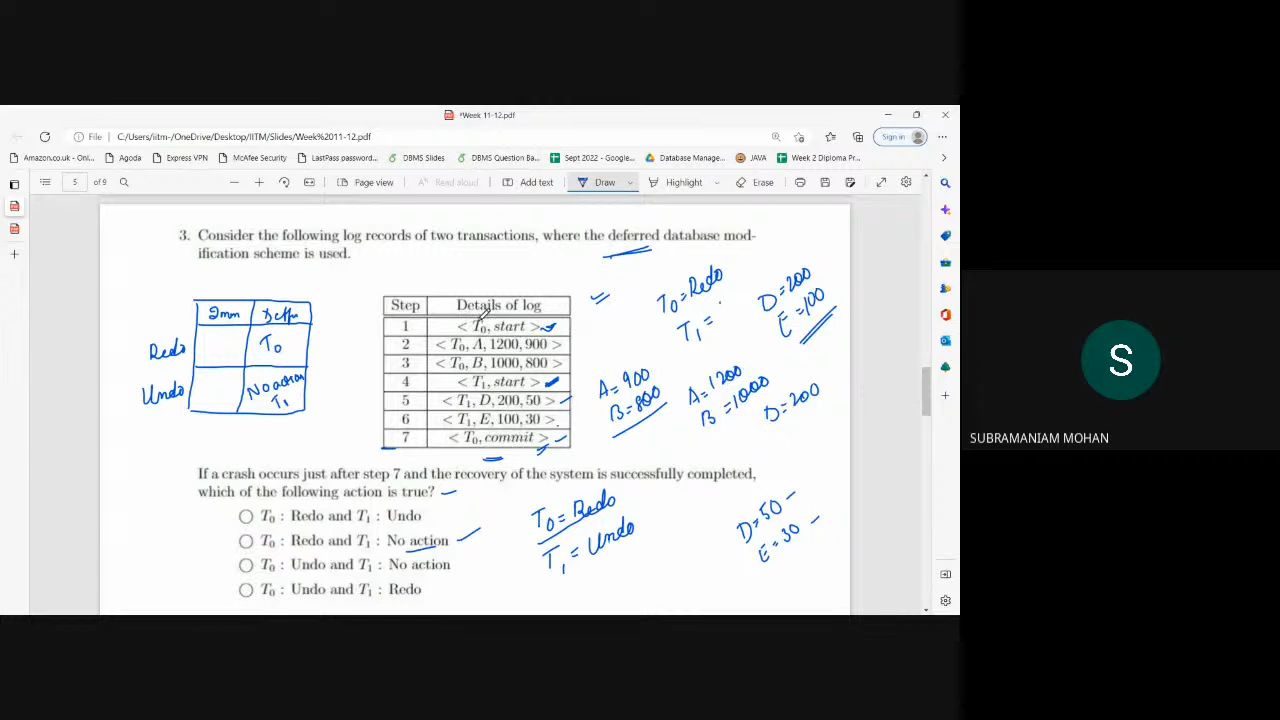 *Week 11-12.pdf
File C:/Users/iitm-/OneDrive/Desktop/IITM/Slides/Week%2011-12.pdf Sign in
Amazon.co.uk - Onl... Agoda Express VPN McAfee Security LastPass password... DBMS Slides DBMS Question Ba... Sept 2022 - Google... Database Manage... JAVA Week 2 Diploma Pr...
5 of 9 Page view Read aloud Add text Draw Highlight Erase
3. Consider the following log records of two transactions, where the deferred database mod-
ification scheme is used.
Step Details of log
1 < T0, start >
2 < T0, A, 1200, 900 >
3 < T0, B, 1000, 800 >
4 < T1, start >
5 < T1, D, 200, 50 >
6 < T1, E, 100, 30 >
7 < T0, commit >
Redo T0
Undo No action
T1
T0 = Redo
T1 =
D = 200
E = 100
A = 900
B = 800
A = 1200
B = 1000
D = 200
If a crash occurs just after step 7 and the recovery of the system is successfully completed,
which of the following action is true?
T0 : Redo and T1 : Undo
T0 : Redo and T1 : No action
T0 : Undo and T1 : No action
T0 : Undo and T1 : Redo
T0 = Redo
T1 = Undo
D = 50
E = 30
S
SUBRAMANIAM MOHAN